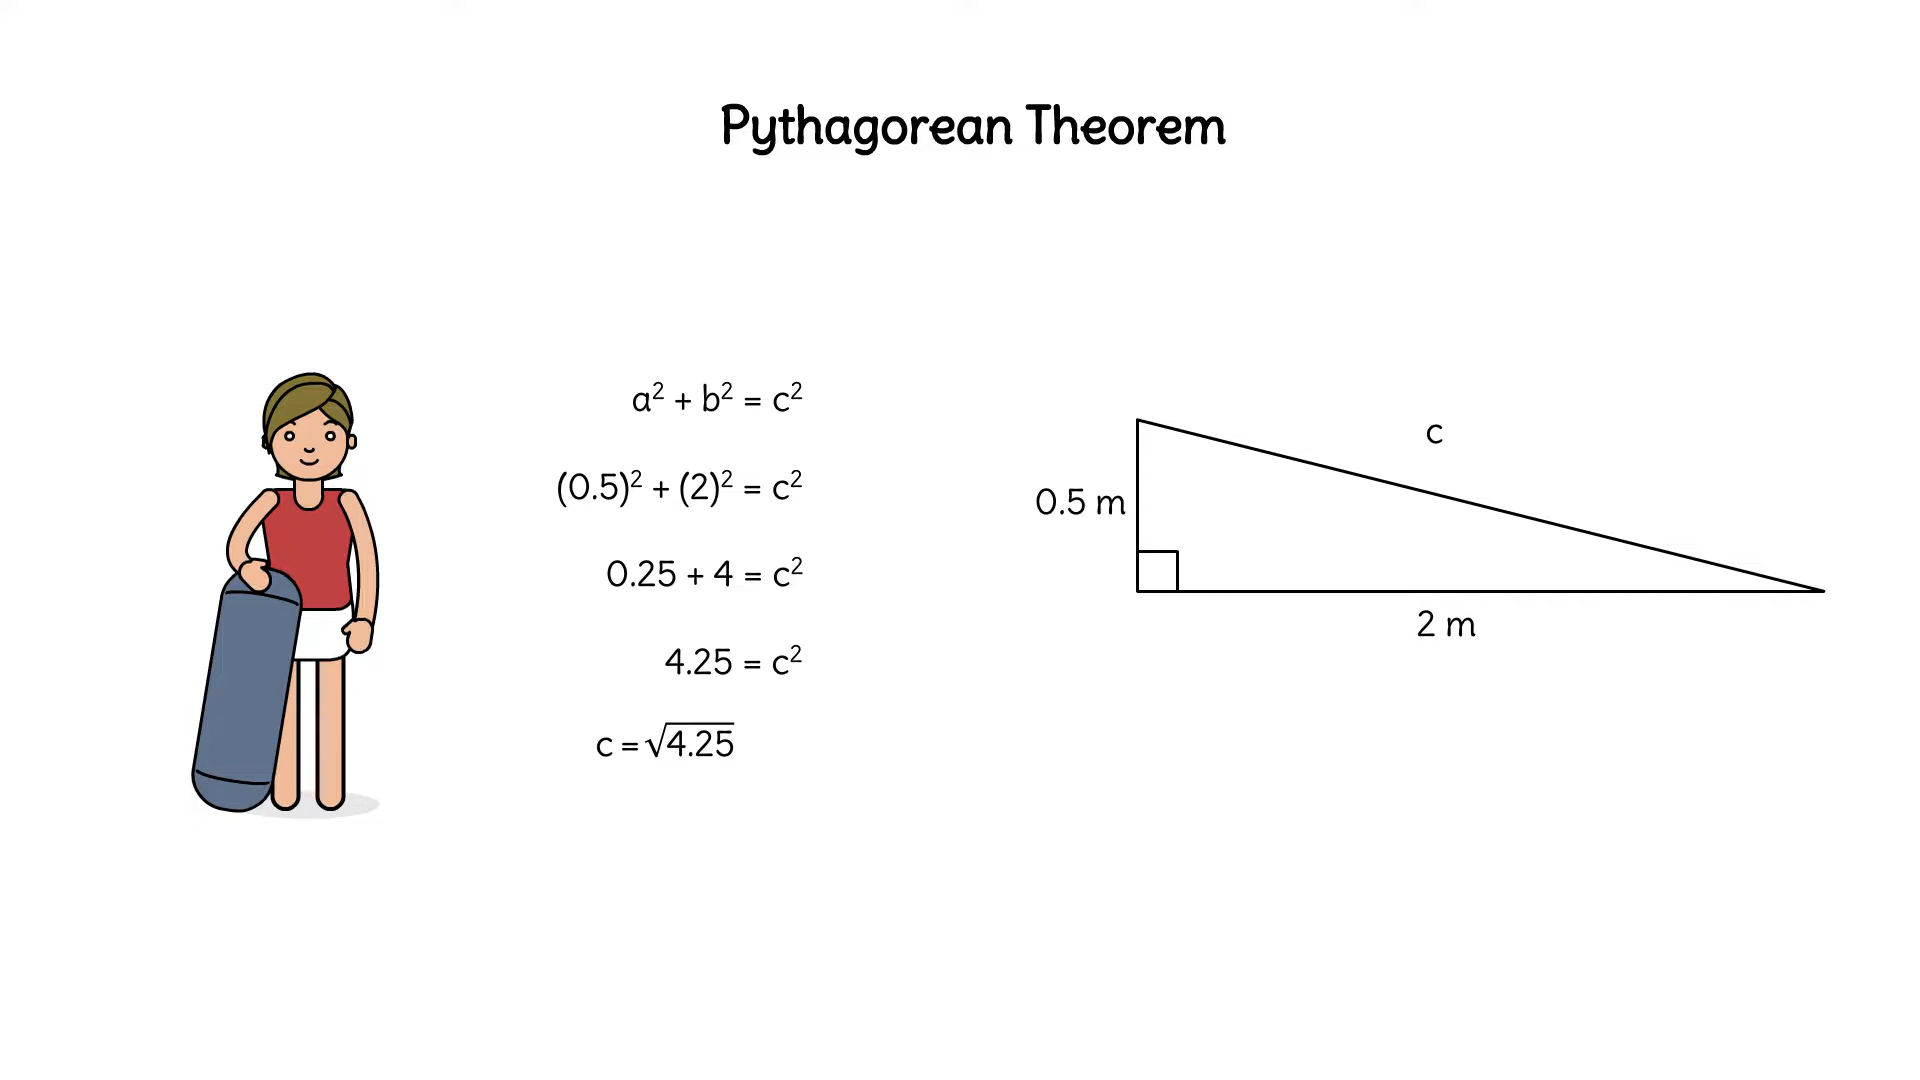 Pythagorean Theorem
a² + b² = c²
(0.5)² + (2)² = c²
0.25 + 4 = c²
4.25 = c²
c = √4.25
c
0.5 m
2 m